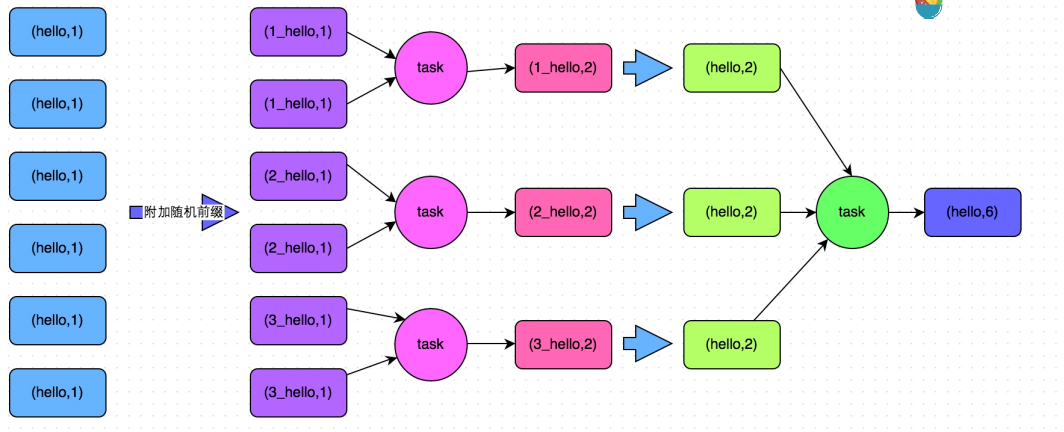 (hello,1)
(hello,1)
(hello,1)
(hello,1)
(hello,1)
(hello,1)
附加随机前缀
(1_hello,1)
(1_hello,1)
(2_hello,1)
(2_hello,1)
(3_hello,1)
(3_hello,1)
task
task
task
(1_hello,2)
(2_hello,2)
(3_hello,2)
(hello,2)
(hello,2)
(hello,2)
task
(hello,6)